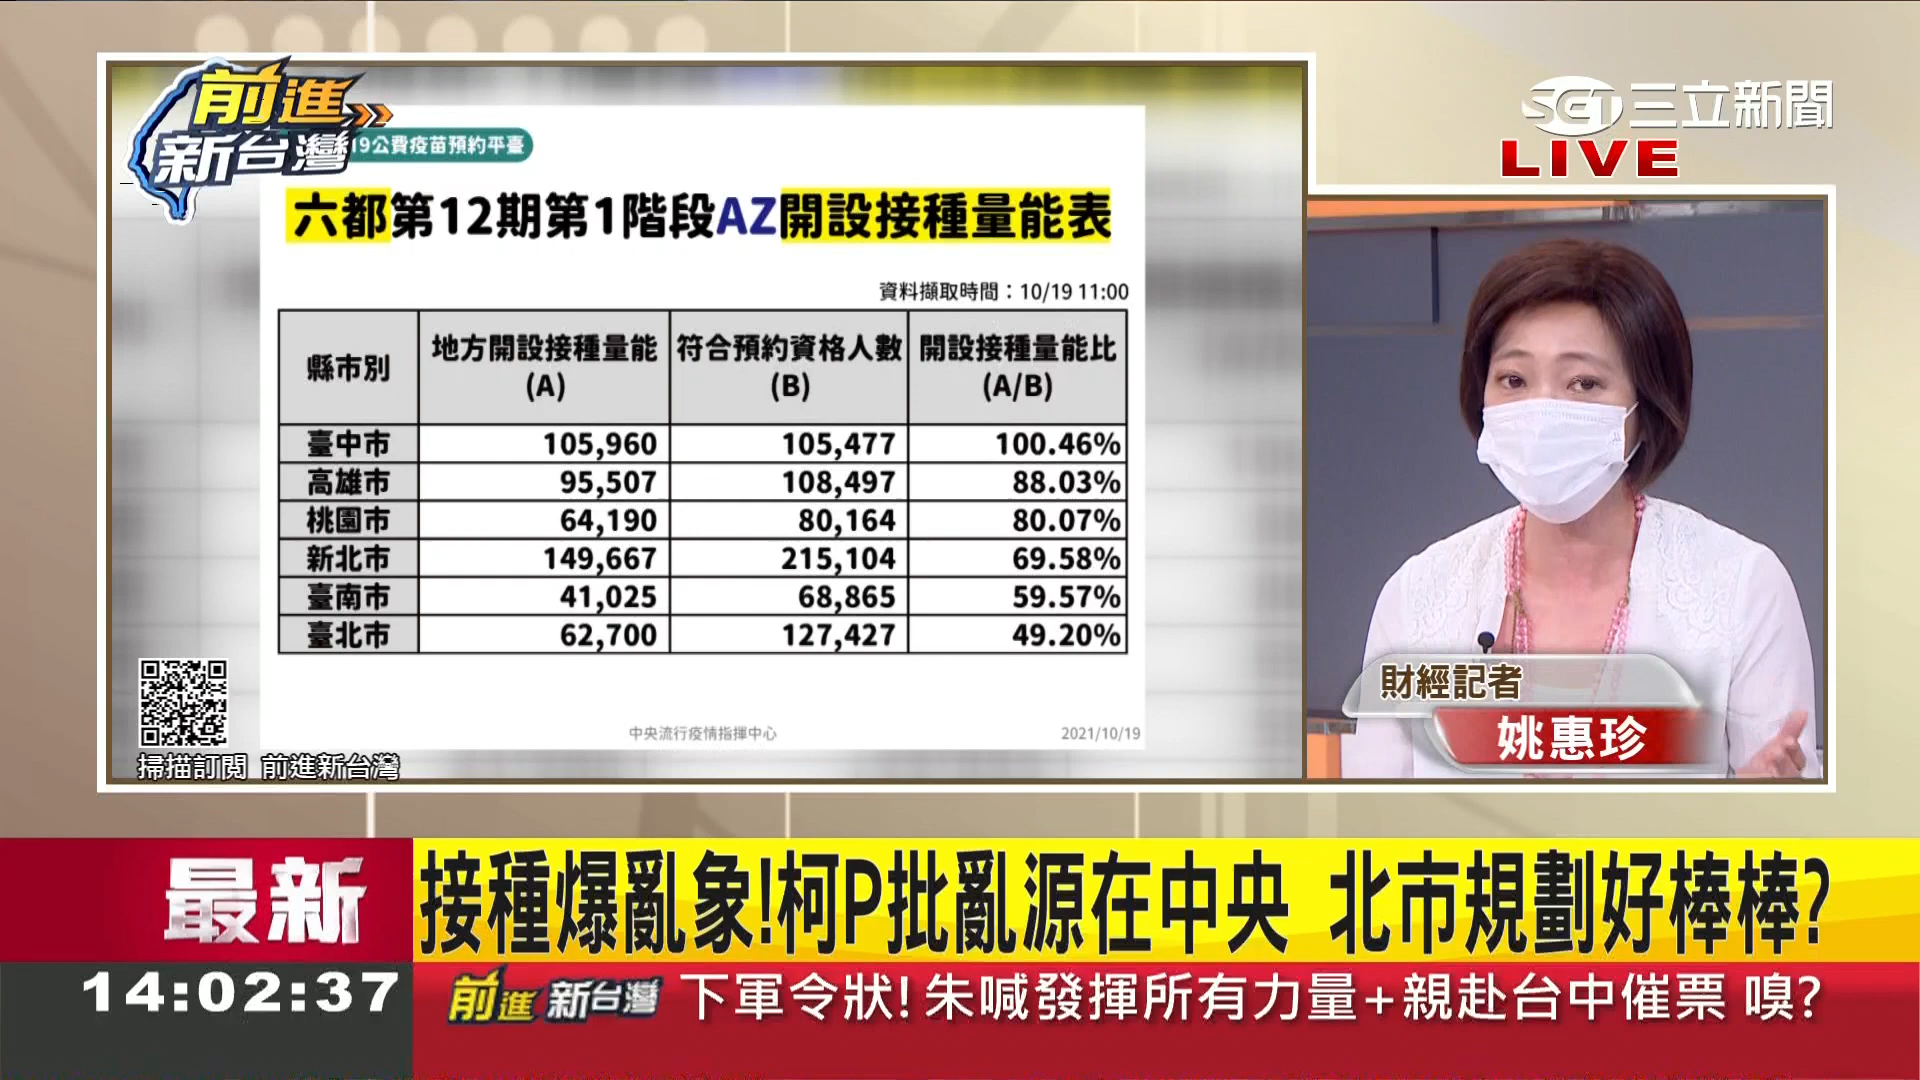 前進
新台灣
19公費疫苗預約平臺
六都第12期第1階段AZ開設接種量能表
資料擷取時間：10/19 11:00
縣市別 地方開設接種量能(A) 符合預約資格人數(B) 開設接種量能比(A/B)
臺中市 105,960 105,477 100.46%
高雄市 95,507 108,497 88.03%
桃園市 64,190 80,164 80.07%
新北市 149,667 215,104 69.58%
臺南市 41,025 68,865 59.57%
臺北市 62,700 127,427 49.20%
中央流行疫情指揮中心 2021/10/19
掃描訂閱 前進新台灣
SET三立新聞
LIVE
財經記者
姚惠珍
最新 接種爆亂象!柯P批亂源在中央 北市規劃好棒棒?
14:02:37 前進新台灣 下軍令狀!朱喊發揮所有力量+親赴台中催票 嗅?